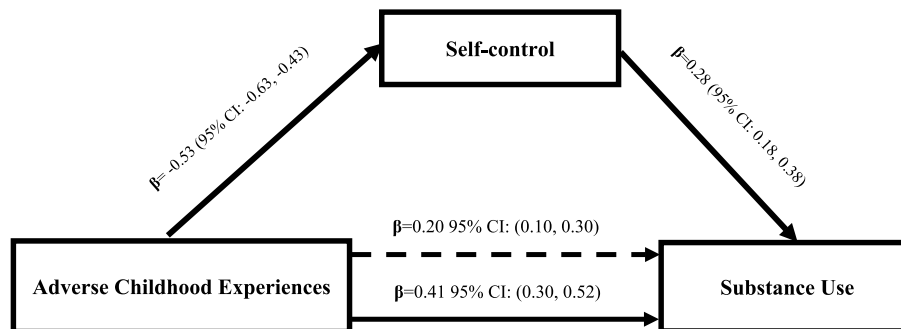 Self-control
β= -0.53 (95% CI: -0.63, -0.43)
β=0.28 (95% CI: 0.18, 0.38)
β=0.20 95% CI: (0.10, 0.30)
Adverse Childhood Experiences
Substance Use
β=0.41 95% CI: (0.30, 0.52)